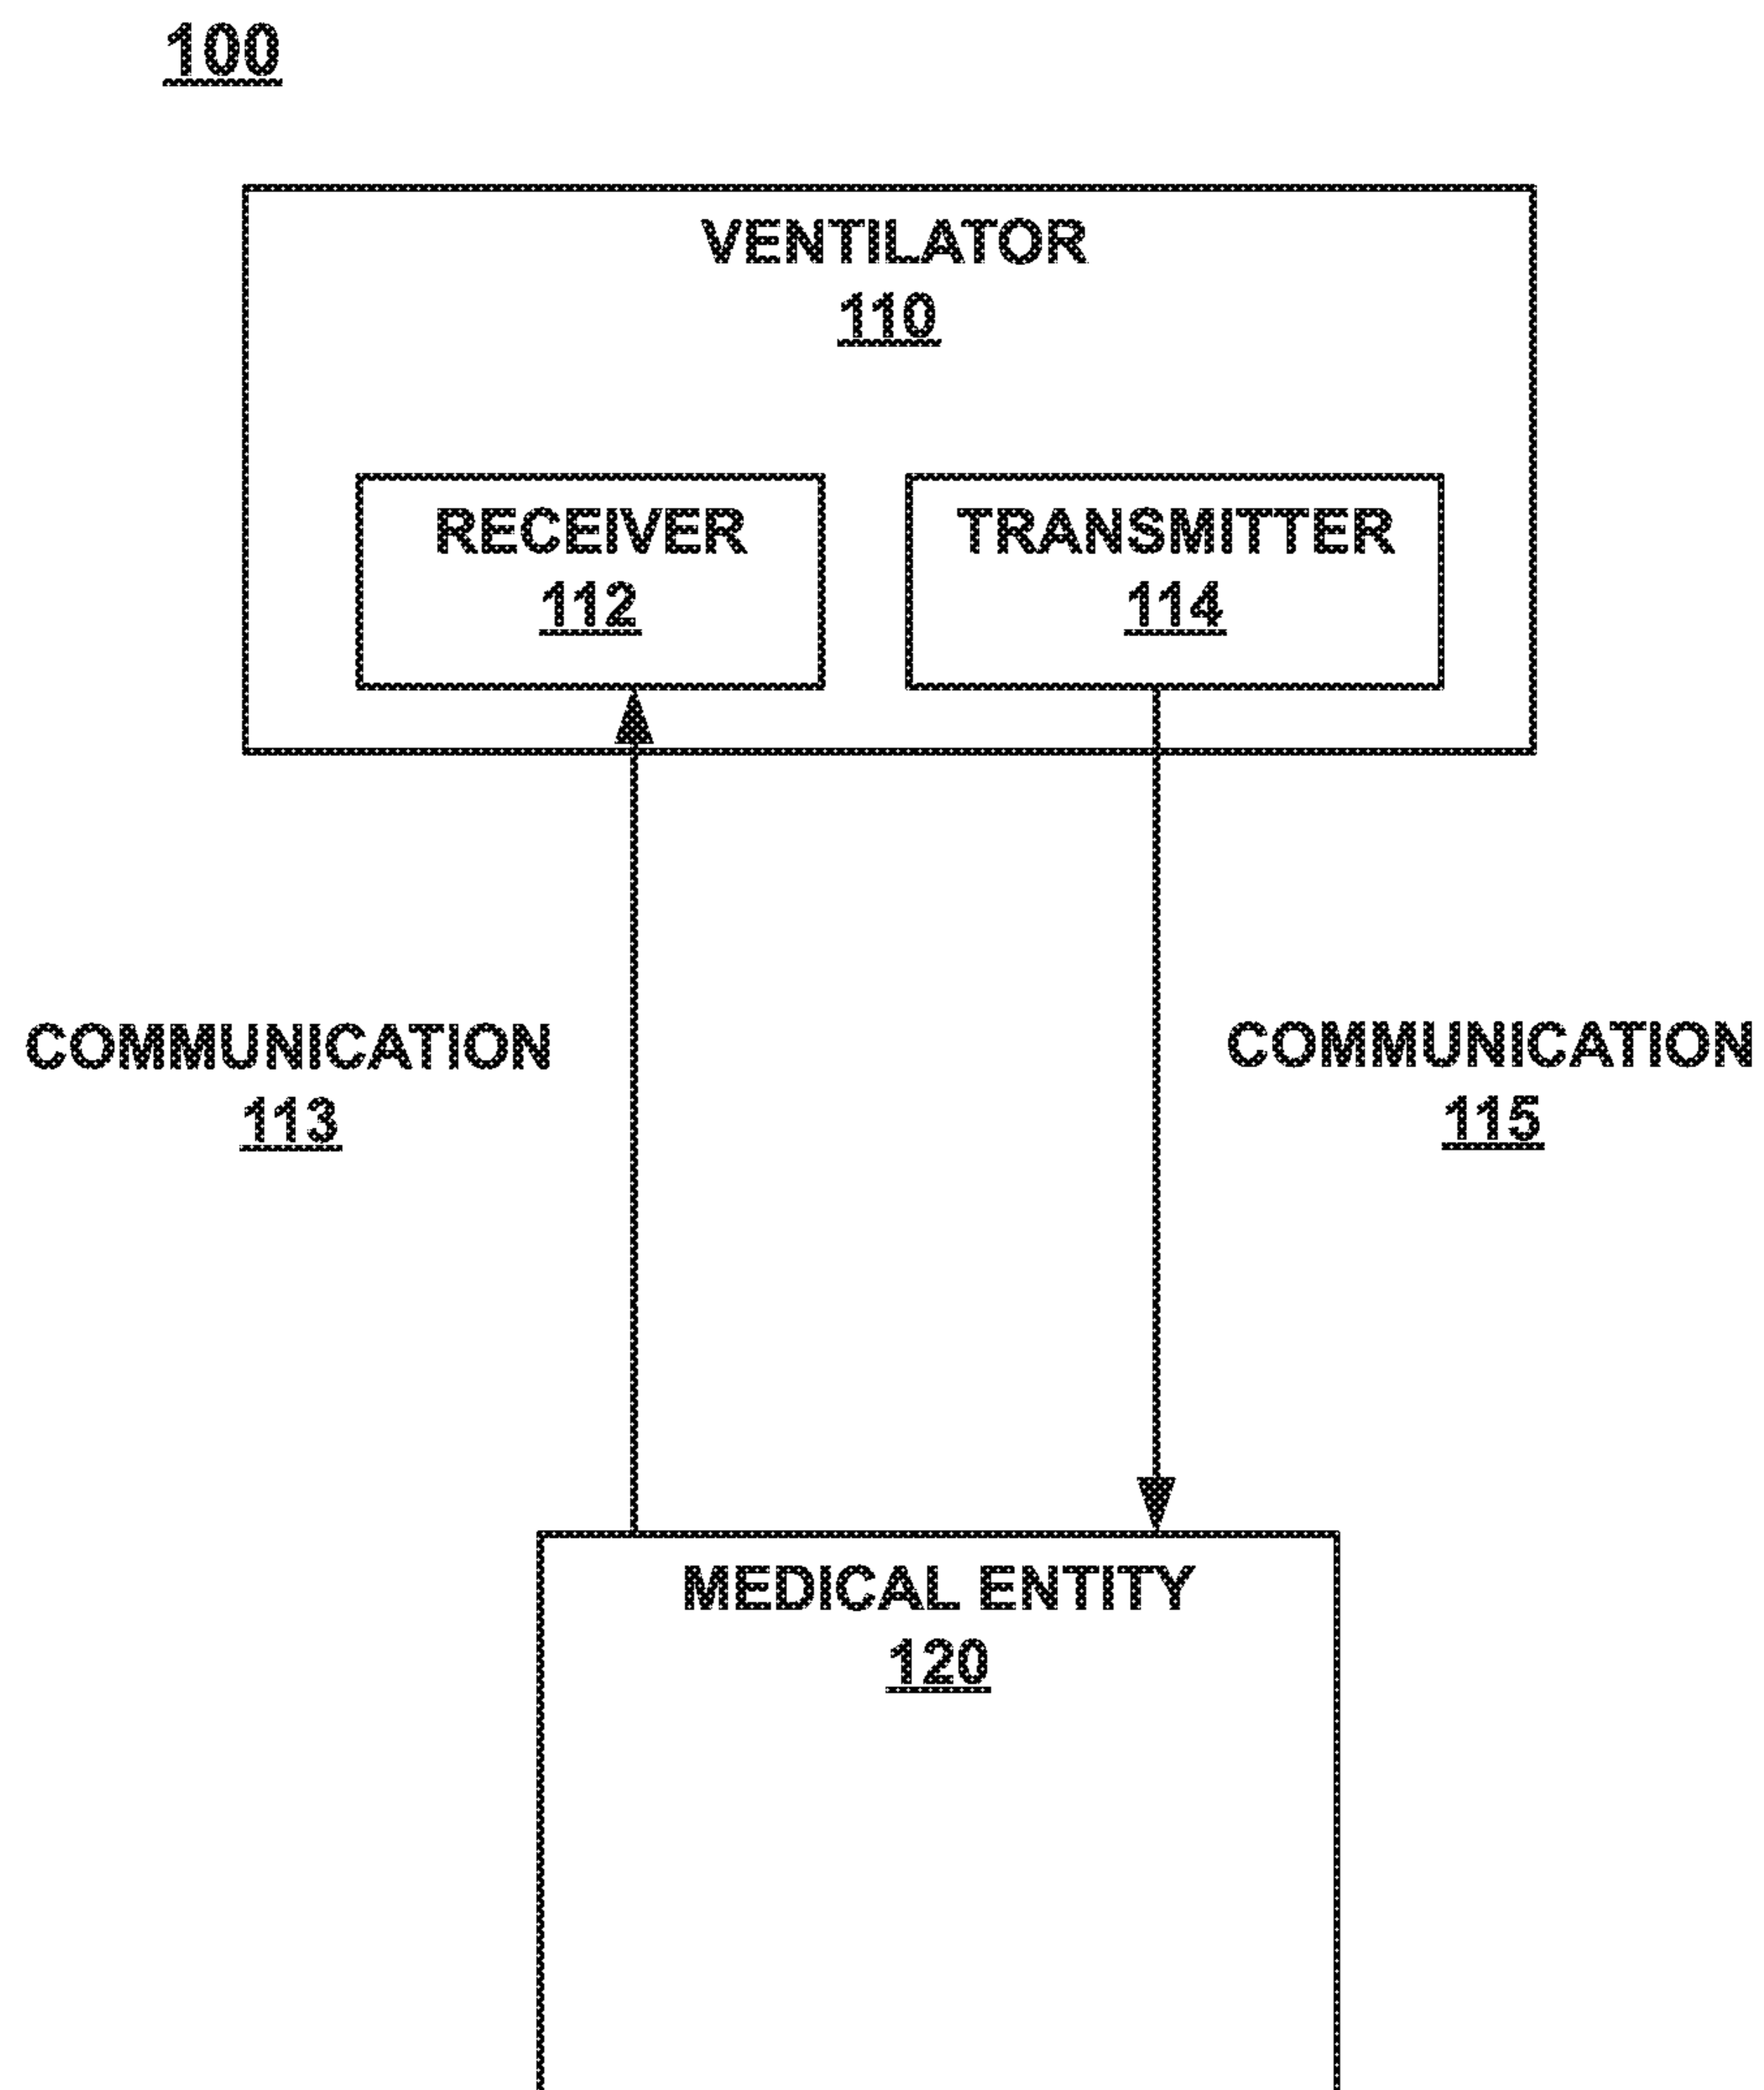 100
VENTILATOR
110
RECEIVER
112
TRANSMITTER
114
COMMUNICATION
113
COMMUNICATION
115
MEDICAL ENTITY
120